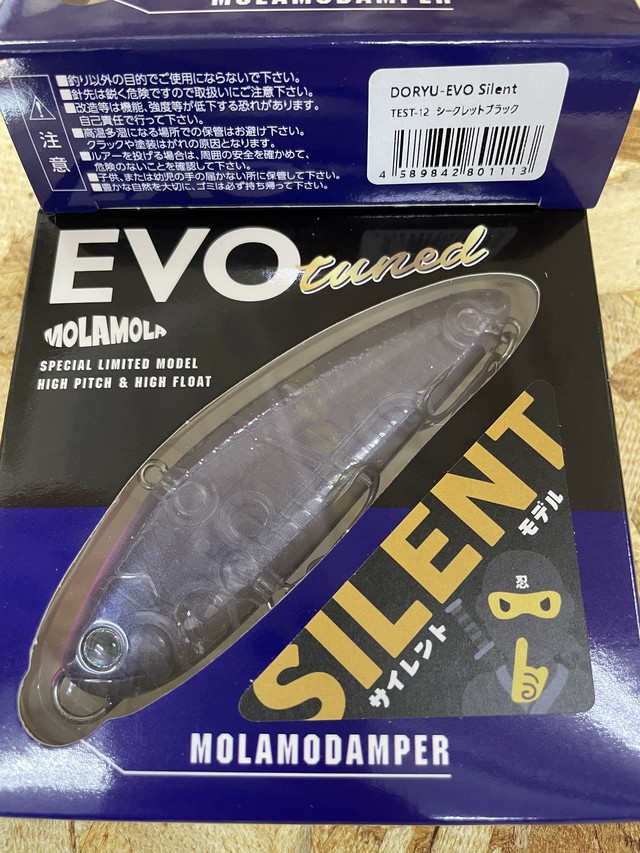 MOLAMODAMPER
注意
■釣り以外の目的でご使用にならないで下さい。
■針先は鋭く危険ですので取扱いにご注意下さい。
■改造等は機能、強度等が低下する恐れがあります。
自己責任で行って下さい。
■高温多湿になる場所での保管はお避け下さい。
クラックや塗装はがれの原因となります。
■ルアーを投げる場合は、周囲の安全を確かめて、
危険のないことを確認して下さい。
■子供、または幼児の手の届かない所に保管して下さい。
■豊かな自然を大切に、ゴミは必ず持ち帰って下さい。
DORYU-EVO Silent
TEST-12 シークレットブラック
4 589842 801113
EVO tuned
MOLAMOLA
SPECIAL LIMITED MODEL
HIGH PITCH & HIGH FLOAT
SILENT
サイレント
モデル
忍
MOLAMODAMPER